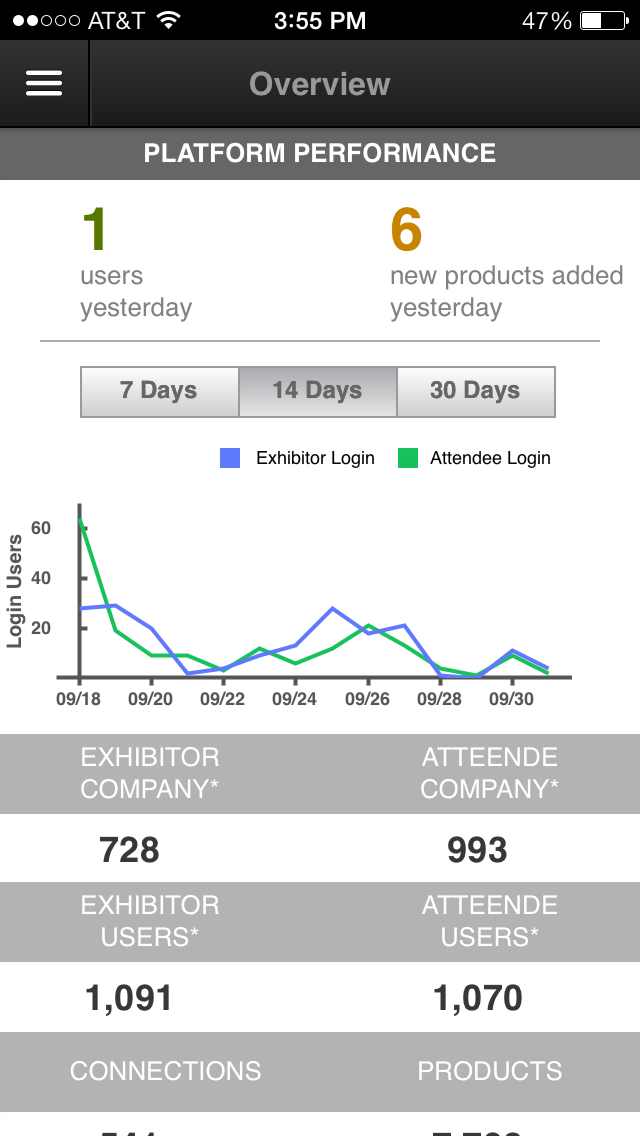 AT&T 3:55 PM 47%
Overview
PLATFORM PERFORMANCE
1 6
users new products added
yesterday yesterday
7 Days 14 Days 30 Days
Exhibitor Login Attendee Login
Login Users
60
40
20
09/18 09/20 09/22 09/24 09/26 09/28 09/30
EXHIBITOR ATTEENDE
COMPANY* COMPANY*
728 993
EXHIBITOR ATTEENDE
USERS* USERS*
1,091 1,070
CONNECTIONS PRODUCTS